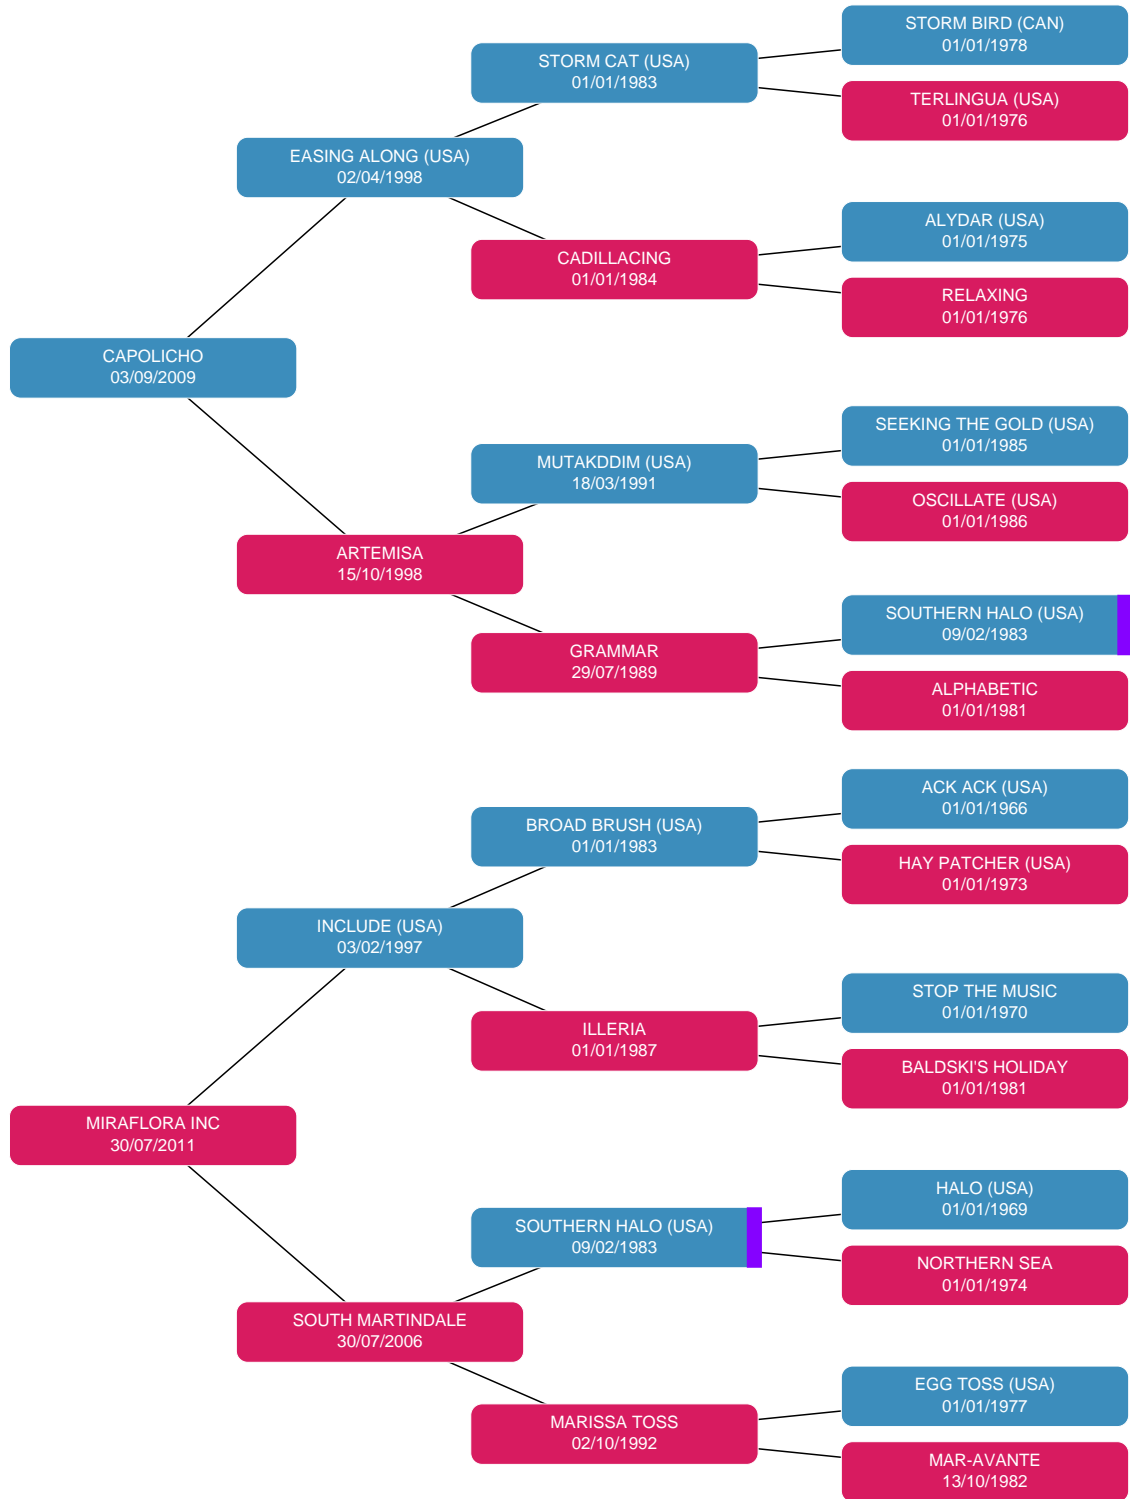 STORM BIRD (CAN)
01/01/1978
STORM CAT (USA)
01/01/1983
TERLINGUA (USA)
01/01/1976
EASING ALONG (USA)
02/04/1998
ALYDAR (USA)
01/01/1975
CADILLACING
01/01/1984
RELAXING
01/01/1976
CAPOLICHO
03/09/2009
SEEKING THE GOLD (USA)
01/01/1985
MUTAKDDIM (USA)
18/03/1991
OSCILLATE (USA)
01/01/1986
ARTEMISA
15/10/1998
SOUTHERN HALO (USA)
09/02/1983
GRAMMAR
29/07/1989
ALPHABETIC
01/01/1981
ACK ACK (USA)
01/01/1966
BROAD BRUSH (USA)
01/01/1983
HAY PATCHER (USA)
01/01/1973
INCLUDE (USA)
03/02/1997
STOP THE MUSIC
01/01/1970
ILLERIA
01/01/1987
BALDSKI'S HOLIDAY
01/01/1981
MIRAFLORA INC
30/07/2011
HALO (USA)
01/01/1969
SOUTHERN HALO (USA)
09/02/1983
NORTHERN SEA
01/01/1974
SOUTH MARTINDALE
30/07/2006
EGG TOSS (USA)
01/01/1977
MARISSA TOSS
02/10/1992
MAR-AVANTE
13/10/1982